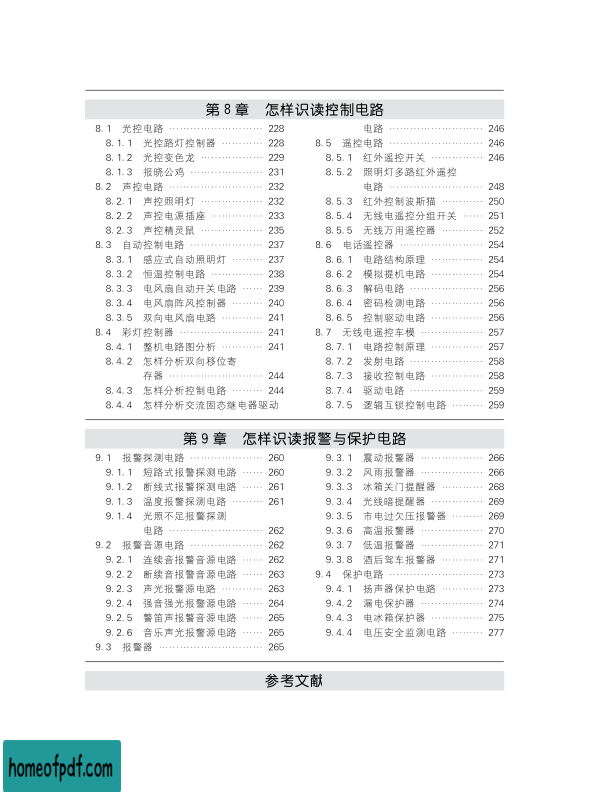 第 8 章　怎样识读控制电路
8.1 光控电路 ························ 228
8.1.1 光控路灯控制器 ············ 228
8.1.2 光控变色龙 ·················· 229
8.1.3 报晓公鸡 ····················· 231
8.2 声控电路 ························ 232
8.2.1 声控照明灯 ·················· 232
8.2.2 声控电源插座 ··············· 233
8.2.3 声控精灵鼠 ·················· 235
8.3 自动控制电路 ·················· 237
8.3.1 感应式自动照明灯 ········· 237
8.3.2 恒温控制电路 ··············· 238
8.3.3 电风扇自动开关电路 ······ 239
8.3.4 电风扇阵风控制器 ········· 240
8.3.5 双向电风扇电路 ············ 241
8.4 彩灯控制器 ····················· 241
8.4.1 整机电路图分析 ············ 241
8.4.2 怎样分析双向移位寄
存器 ························ 244
8.4.3 怎样分析控制电路 ········· 244
8.4.4 怎样分析交流固态继电器驱动
电路 ························ 246
8.5 遥控电路 ························ 246
8.5.1 红外遥控开关 ··············· 246
8.5.2 照明灯多路红外遥控
电路 ························ 248
8.5.3 红外控制波斯猫 ············ 250
8.5.4 无线电遥控分组开关 ······ 251
8.5.5 无线万用遥控器 ············ 252
8.6 电话遥控器 ····················· 254
8.6.1 电路结构原理 ··············· 254
8.6.2 模拟提机电路 ··············· 254
8.6.3 解码电路 ····················· 256
8.6.4 密码检测电路 ··············· 256
8.6.5 控制驱动电路 ··············· 256
8.7 无线电遥控车模 ··············· 257
8.7.1 电路控制原理 ··············· 257
8.7.2 发射电路 ····················· 258
8.7.3 接收控制电路 ··············· 258
8.7.4 驱动电路 ····················· 259
8.7.5 逻辑互锁控制电路 ········· 259
第 9 章　怎样识读报警与保护电路
9.1 报警探测电路 ·················· 260
9.1.1 短路式报警探测电路 ······ 260
9.1.2 断线式报警探测电路 ······ 261
9.1.3 温度报警探测电路 ········· 261
9.1.4 光照不足报警探测
电路 ························ 262
9.2 报警音源电路 ·················· 262
9.2.1 连续音报警音源电路 ······ 262
9.2.2 断续音报警音源电路 ······ 263
9.2.3 声光报警源电路 ············ 263
9.2.4 强音强光报警源电路 ······ 264
9.2.5 警笛声报警音源电路 ······ 265
9.2.6 音乐声光报警源电路 ······ 265
9.3 报警器 ··························· 265
9.3.1 震动报警器 ·················· 266
9.3.2 风雨报警器 ·················· 266
9.3.3 冰箱关门提醒器 ············ 268
9.3.4 光线暗提醒器 ··············· 269
9.3.5 市电过欠压报警器 ········· 269
9.3.6 高温报警器 ·················· 270
9.3.7 低温报警器 ·················· 271
9.3.8 酒后驾车报警器 ············ 271
9.4 保护电路 ························ 273
9.4.1 扬声器保护电路 ············ 273
9.4.2 漏电保护器 ·················· 274
9.4.3 电冰箱保护器 ··············· 275
9.4.4 电压安全监测电路 ········· 277
参考文献
homeofpdf.com